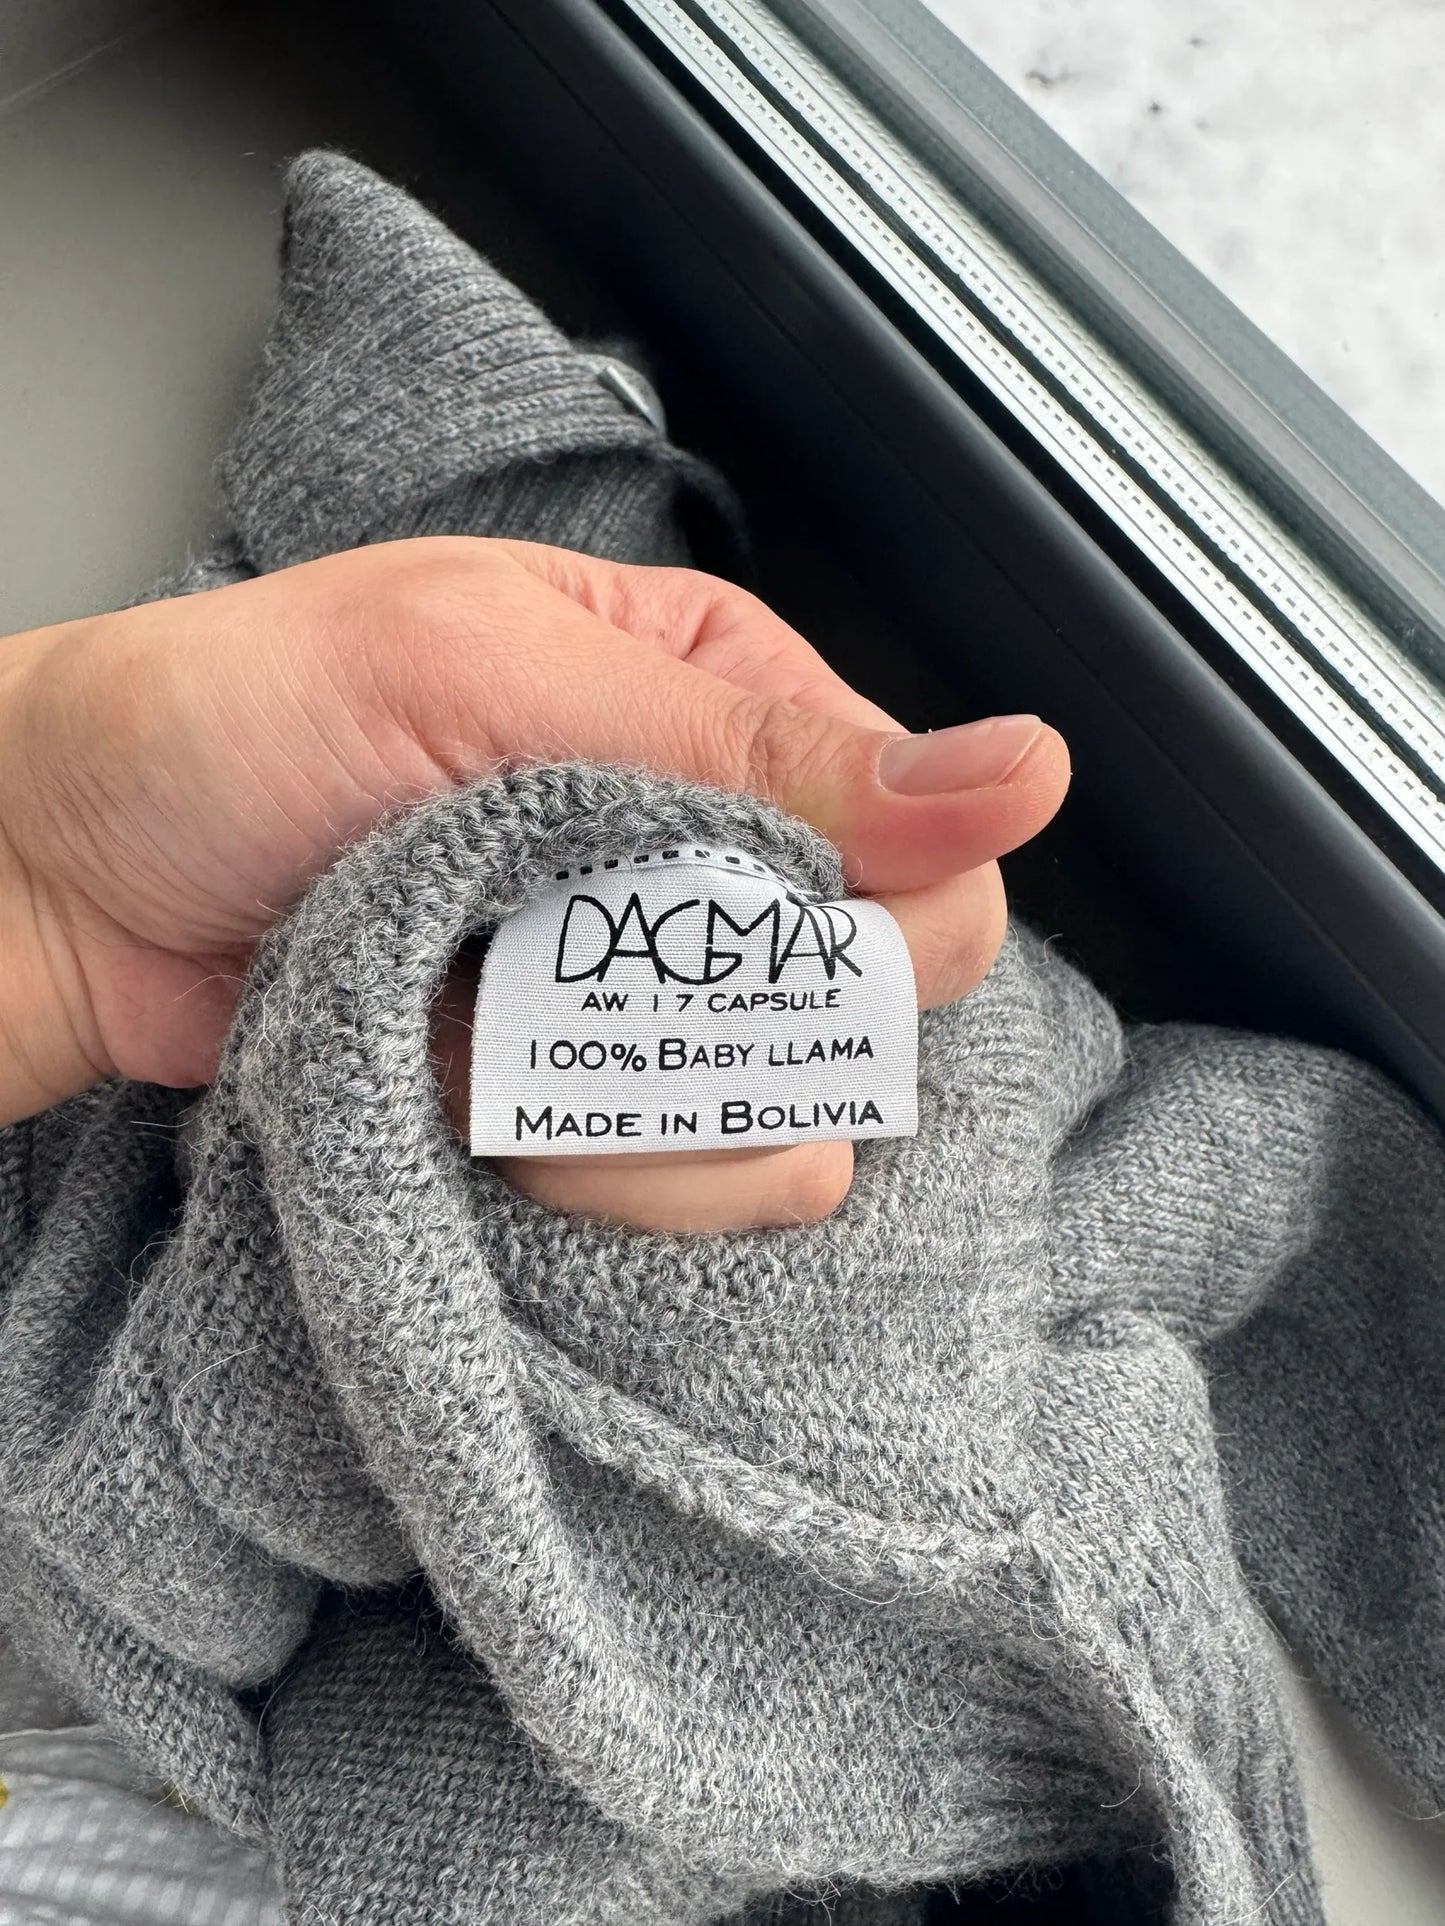 DAGMAR
AW 17 CAPSULE
100% BABY LLAMA
MADE IN BOLIVIA